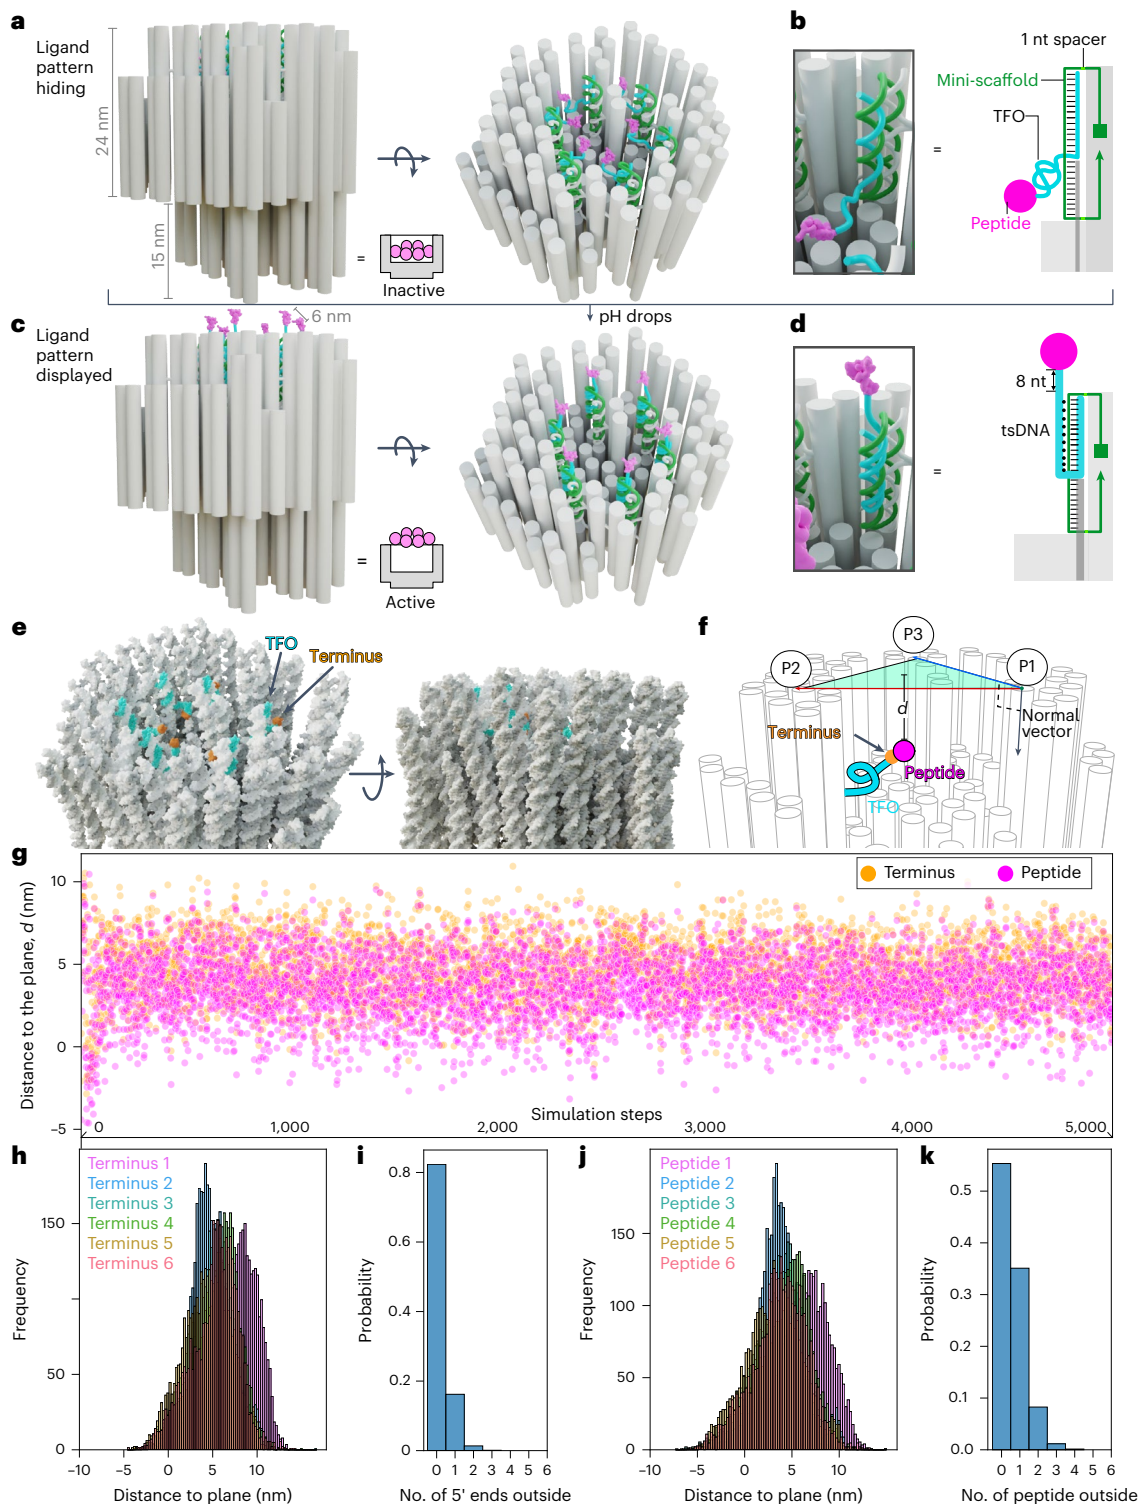 a
Ligand
pattern
hiding
24 nm
15 nm
=
Inactive
b
1 nt spacer
Mini-scaffold
TFO
=
Peptide
pH drops
c
Ligand
pattern
displayed
6 nm
=
Active
d
8 nt
tsDNA
=
e
TFO
Terminus
f
P3
P2
P1
d
Normal
vector
Terminus
Peptide
TFO
g
Terminus
Peptide
Distance to the plane, d (nm)
10
5
0
–5
Simulation steps
0
1,000
2,000
3,000
4,000
5,000
h
Terminus 1
Terminus 2
Terminus 3
Terminus 4
Terminus 5
Terminus 6
Frequency
150
50
0
–10
–5
0
5
10
Distance to plane (nm)
i
Probability
0.8
0.6
0.4
0.2
0
0 1 2 3 4 5 6
No. of 5' ends outside
j
Peptide 1
Peptide 2
Peptide 3
Peptide 4
Peptide 5
Peptide 6
Frequency
150
100
50
0
–10
–5
0
5
10
Distance to plane (nm)
k
Probability
0.5
0.4
0.3
0.2
0.1
0.0
0 1 2 3 4 5 6
No. of peptide outside